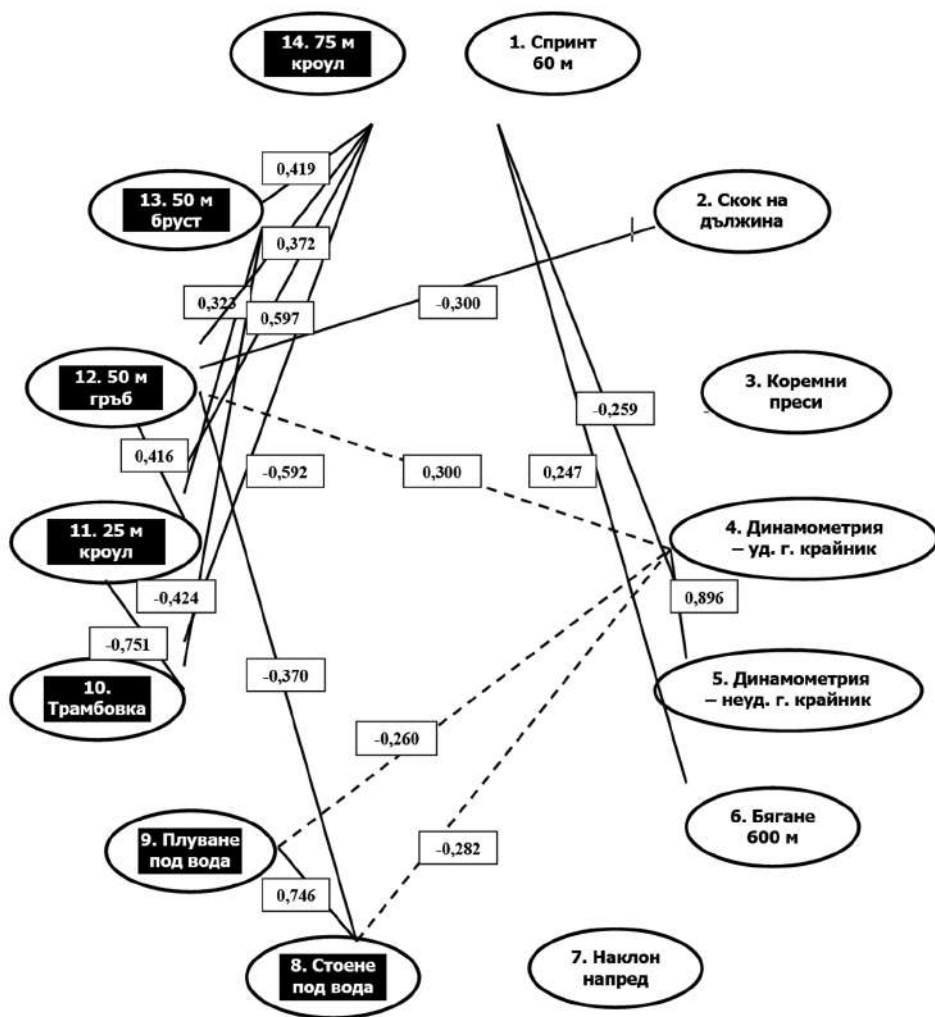 14. 75 м
кроул
1. Спринт
60 м
0,419
13. 50 м
бруст
2. Скок на
дължина
0,372
0,323
-0,300
0,597
12. 50 м
гръб
3. Коремни
преси
-0,259
0,416
-0,592
0,300
0,247
11. 25 м
кроул
4. Динамометрия
– уд. г. крайник
-0,424
0,896
-0,751
10.
Трамбовка
-0,370
5. Динамометрия
– неуд. г. крайник
-0,260
6. Бягане
600 м
9. Плуване
под вода
-0,282
0,746
8. Стоене
под вода
7. Наклон
напред